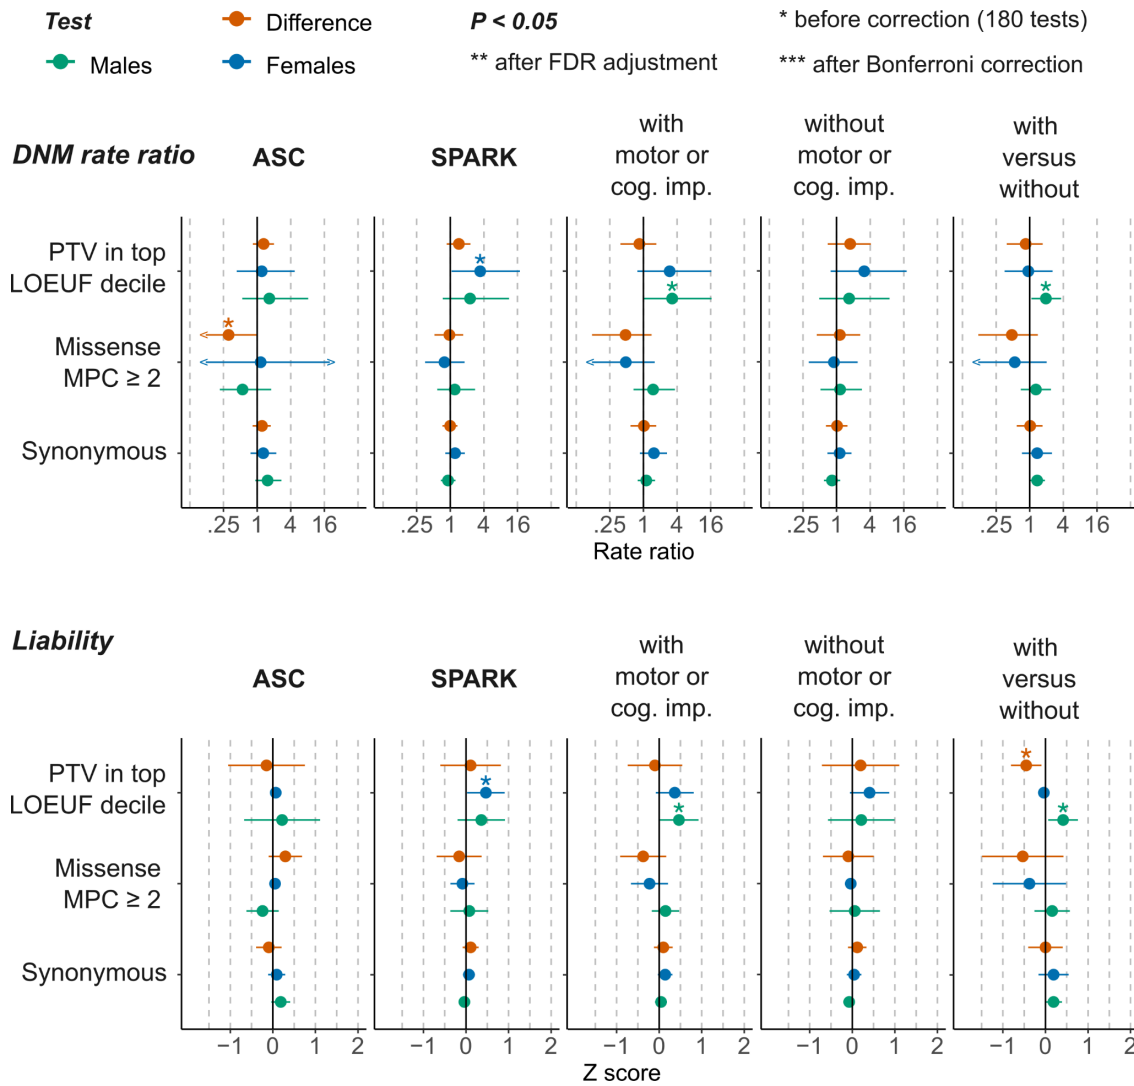 Test
Difference
P < 0.05
* before correction (180 tests)
Males
Females
** after FDR adjustment
*** after Bonferroni correction
DNM rate ratio
ASC
SPARK
with
motor or
cog. imp.
without
motor or
cog. imp.
with
versus
without
PTV in top
LOEUF decile
*
*
*
Missense
MPC ≥ 2
*
Synonymous
.25 1 4 16
.25 1 4 16
.25 1 4 16
.25 1 4 16
.25 1 4 16
Rate ratio
Liability
ASC
SPARK
with
motor or
cog. imp.
without
motor or
cog. imp.
with
versus
without
PTV in top
LOEUF decile
*
*
*
*
Missense
MPC ≥ 2
Synonymous
−1 0 1 2
−1 0 1 2
−1 0 1 2
−1 0 1 2
−1 0 1 2
Z score